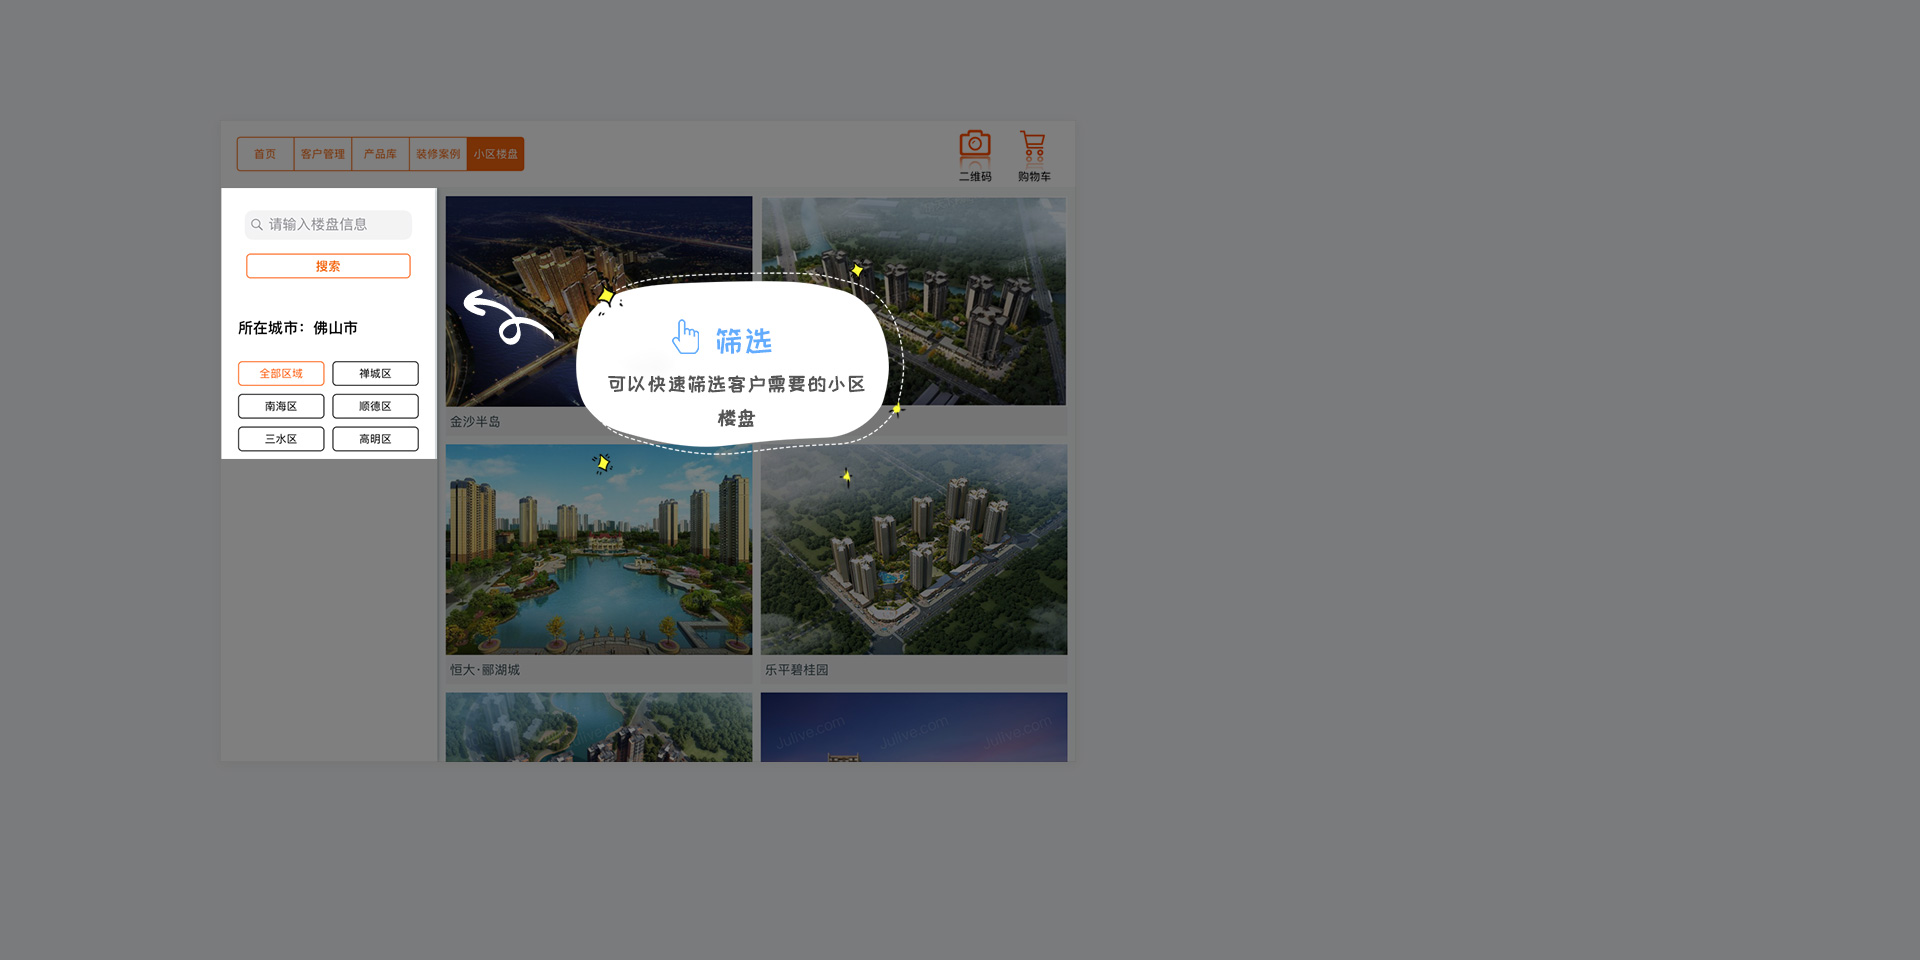 首页
客户管理
产品库
装修案例
小区楼盘
二维码
购物车
请输入楼盘信息
搜索
所在城市：佛山市
全部区域
禅城区
南海区
顺德区
三水区
高明区
筛选
可以快速筛选客户需要的小区
楼盘
金沙半岛
恒大·郦湖城
乐平碧桂园
Julive.com
Julive.com
Julive.com